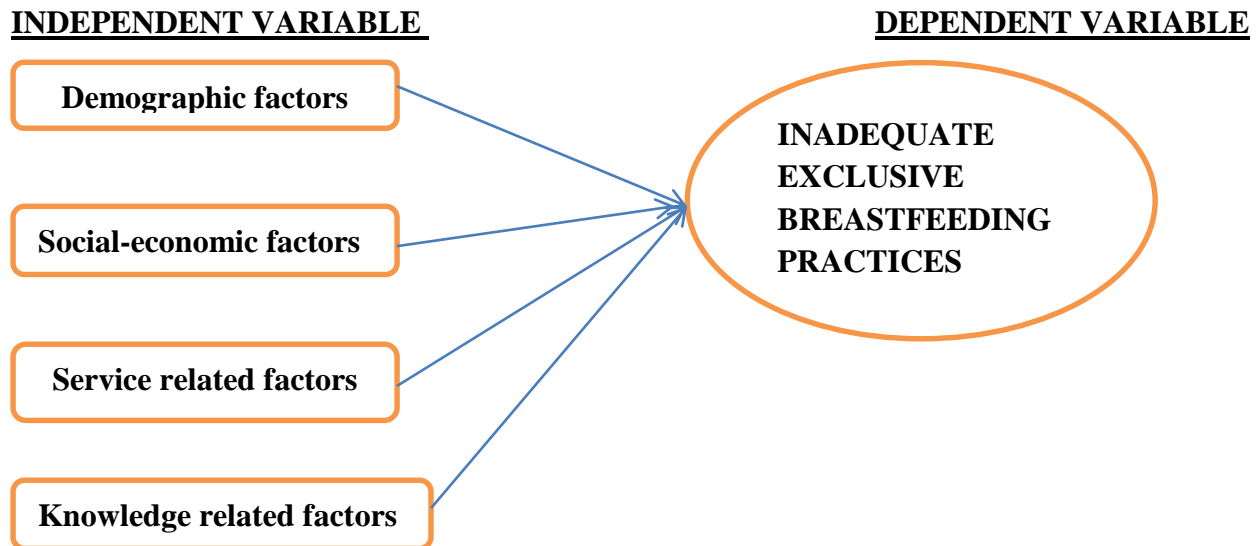 INDEPENDENT VARIABLE
DEPENDENT VARIABLE
Demographic factors
Social-economic factors
Service related factors
Knowledge related factors
INADEQUATE
EXCLUSIVE
BREASTFEEDING
PRACTICES